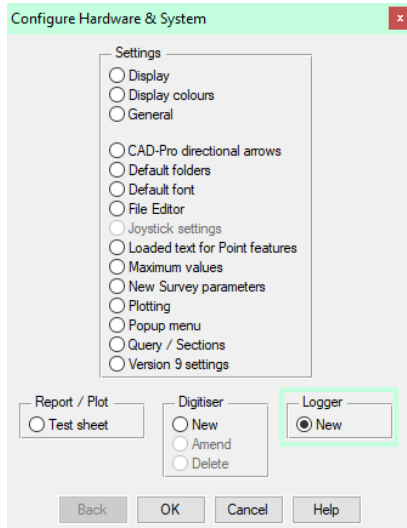 Configure Hardware & System
x
Settings
Display
Display colours
General
CAD-Pro directional arrows
Default folders
Default font
File Editor
Joystick settings
Loaded text for Point features
Maximum values
New Survey parameters
Plotting
Popup menu
Query / Sections
Version 9 settings
Report / Plot
Test sheet
Digitiser
New
Amend
Delete
Logger
New
Back OK Cancel Help